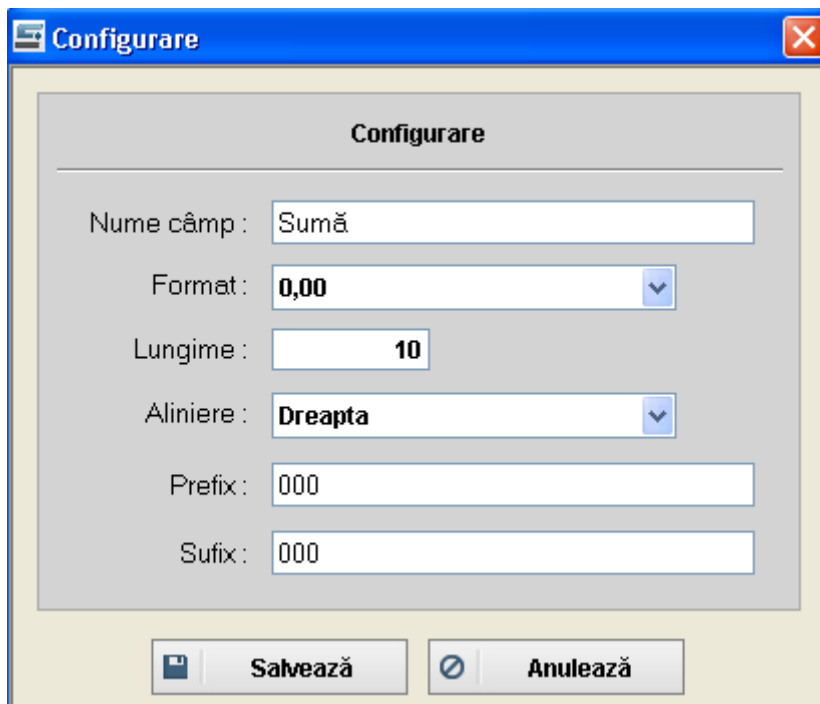 Configurare
Configurare
Nume câmp : Sumă
Format : 0,00
Lungime : 10
Aliniere : Dreapta
Prefix : 000
Sufix : 000
Salvează Anulează